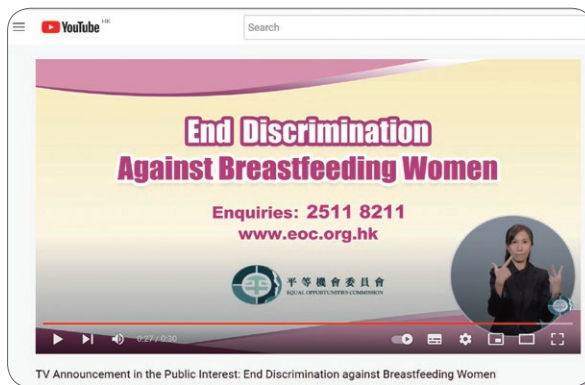 YouTube HK
Search
End Discrimination
Against Breastfeeding Women
Enquiries: 2511 8211
www.eoc.org.hk
平等機會委員會
EQUAL OPPORTUNITIES COMMISSION
0:27 / 0:30
TV Announcement in the Public Interest: End Discrimination against Breastfeeding Women